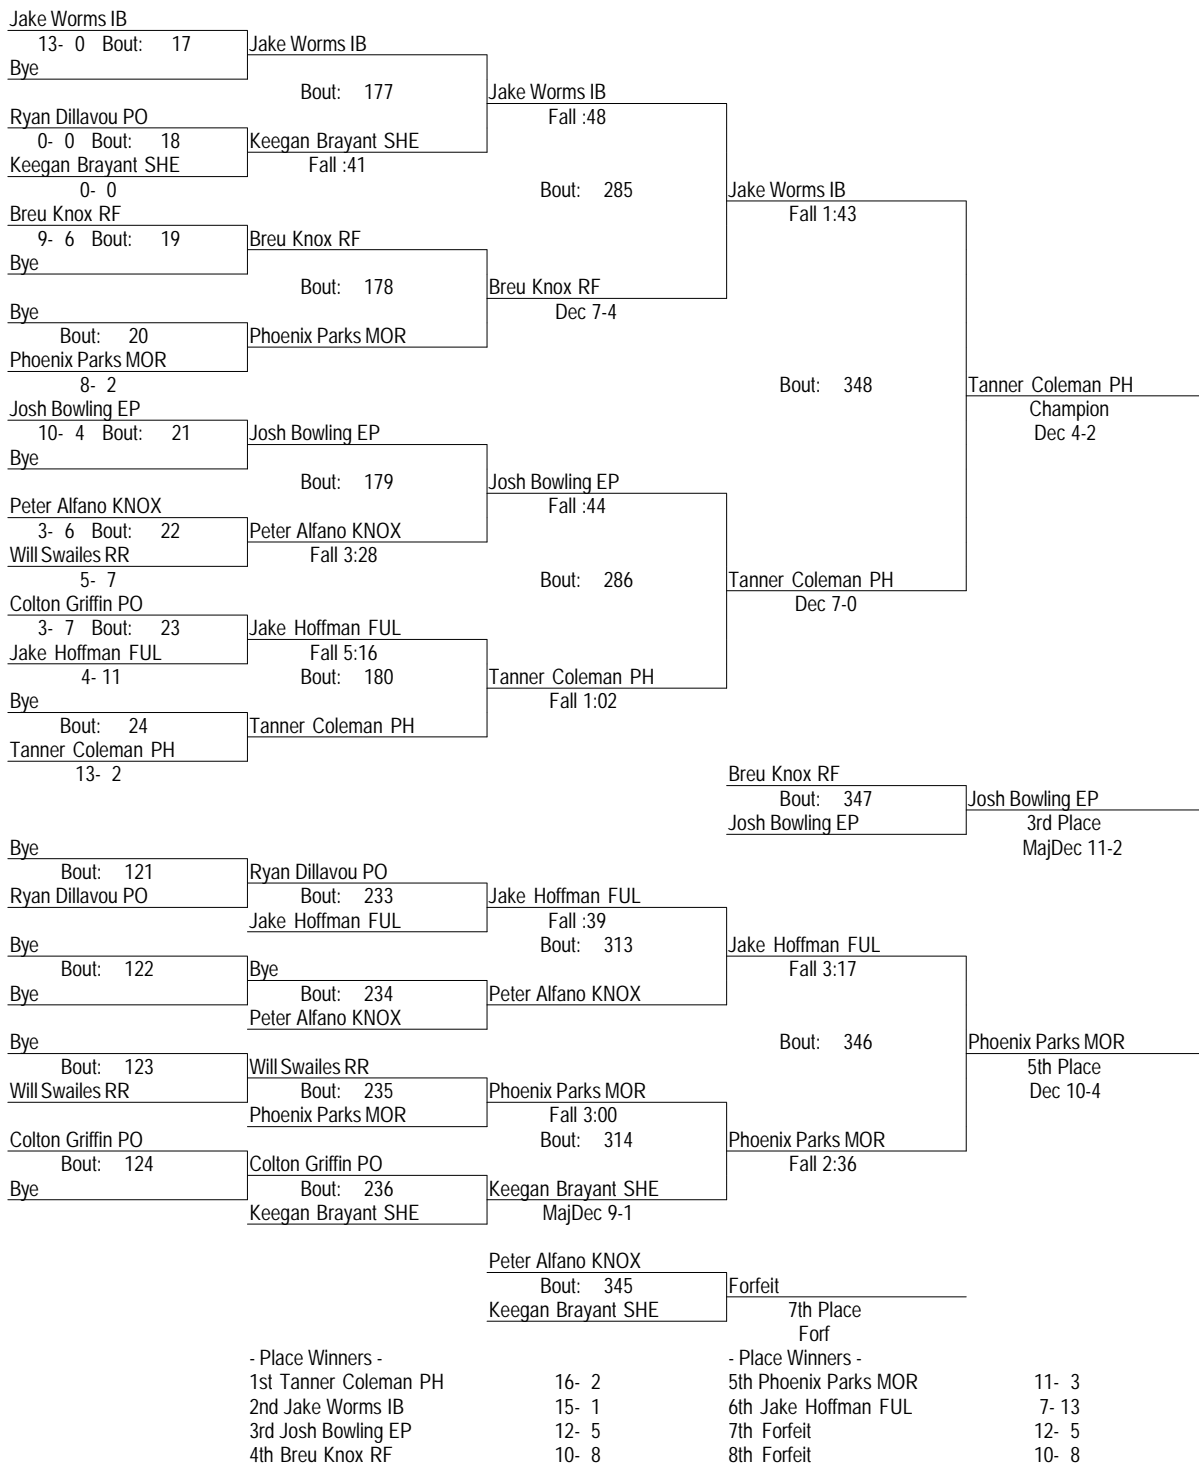 Jake Worms IB
13- 0 Bout: 17 Jake Worms IB
Bye
Bout: 177 Jake Worms IB
Ryan Dillavou PO Fall :48
0- 0 Bout: 18 Keegan Brayant SHE
Keegan Brayant SHE Fall :41
0- 0 Bout: 285 Jake Worms IB
Breu Knox RF Fall 1:43
9- 6 Bout: 19 Breu Knox RF
Bye
Bout: 178 Breu Knox RF
Bye Dec 7-4
Bout: 20 Phoenix Parks MOR
Phoenix Parks MOR
8- 2 Bout: 348 Tanner Coleman PH
Josh Bowling EP Champion
10- 4 Bout: 21 Josh Bowling EP Dec 4-2
Bye
Bout: 179 Josh Bowling EP
Peter Alfano KNOX Fall :44
3- 6 Bout: 22 Peter Alfano KNOX
Will Swailes RR Fall 3:28
5- 7 Bout: 286 Tanner Coleman PH
Colton Griffin PO Dec 7-0
3- 7 Bout: 23 Jake Hoffman FUL
Jake Hoffman FUL Fall 5:16
4- 11 Bout: 180 Tanner Coleman PH
Bye Fall 1:02
Bout: 24 Tanner Coleman PH
Tanner Coleman PH
13- 2 Breu Knox RF
Bout: 347 Josh Bowling EP
Josh Bowling EP 3rd Place
Bye MajDec 11-2
Bout: 121 Ryan Dillavou PO
Ryan Dillavou PO Bout: 233 Jake Hoffman FUL
Jake Hoffman FUL Fall :39
Bye Bout: 313 Jake Hoffman FUL
Bout: 122 Bye Fall 3:17
Bye Bout: 234 Peter Alfano KNOX
Peter Alfano KNOX
Bye Bout: 346 Phoenix Parks MOR
Bout: 123 Will Swailes RR 5th Place
Will Swailes RR Bout: 235 Phoenix Parks MOR Dec 10-4
Phoenix Parks MOR Fall 3:00
Colton Griffin PO Bout: 314 Phoenix Parks MOR
Bout: 124 Colton Griffin PO Fall 2:36
Bye Bout: 236 Keegan Brayant SHE
Keegan Brayant SHE MajDec 9-1
Peter Alfano KNOX
Bout: 345 Forfeit
Keegan Brayant SHE 7th Place
Forf
- Place Winners - - Place Winners -
1st Tanner Coleman PH 16- 2 5th Phoenix Parks MOR 11- 3
2nd Jake Worms IB 15- 1 6th Jake Hoffman FUL 7- 13
3rd Josh Bowling EP 12- 5 7th Forfeit 12- 5
4th Breu Knox RF 10- 8 8th Forfeit 10- 8